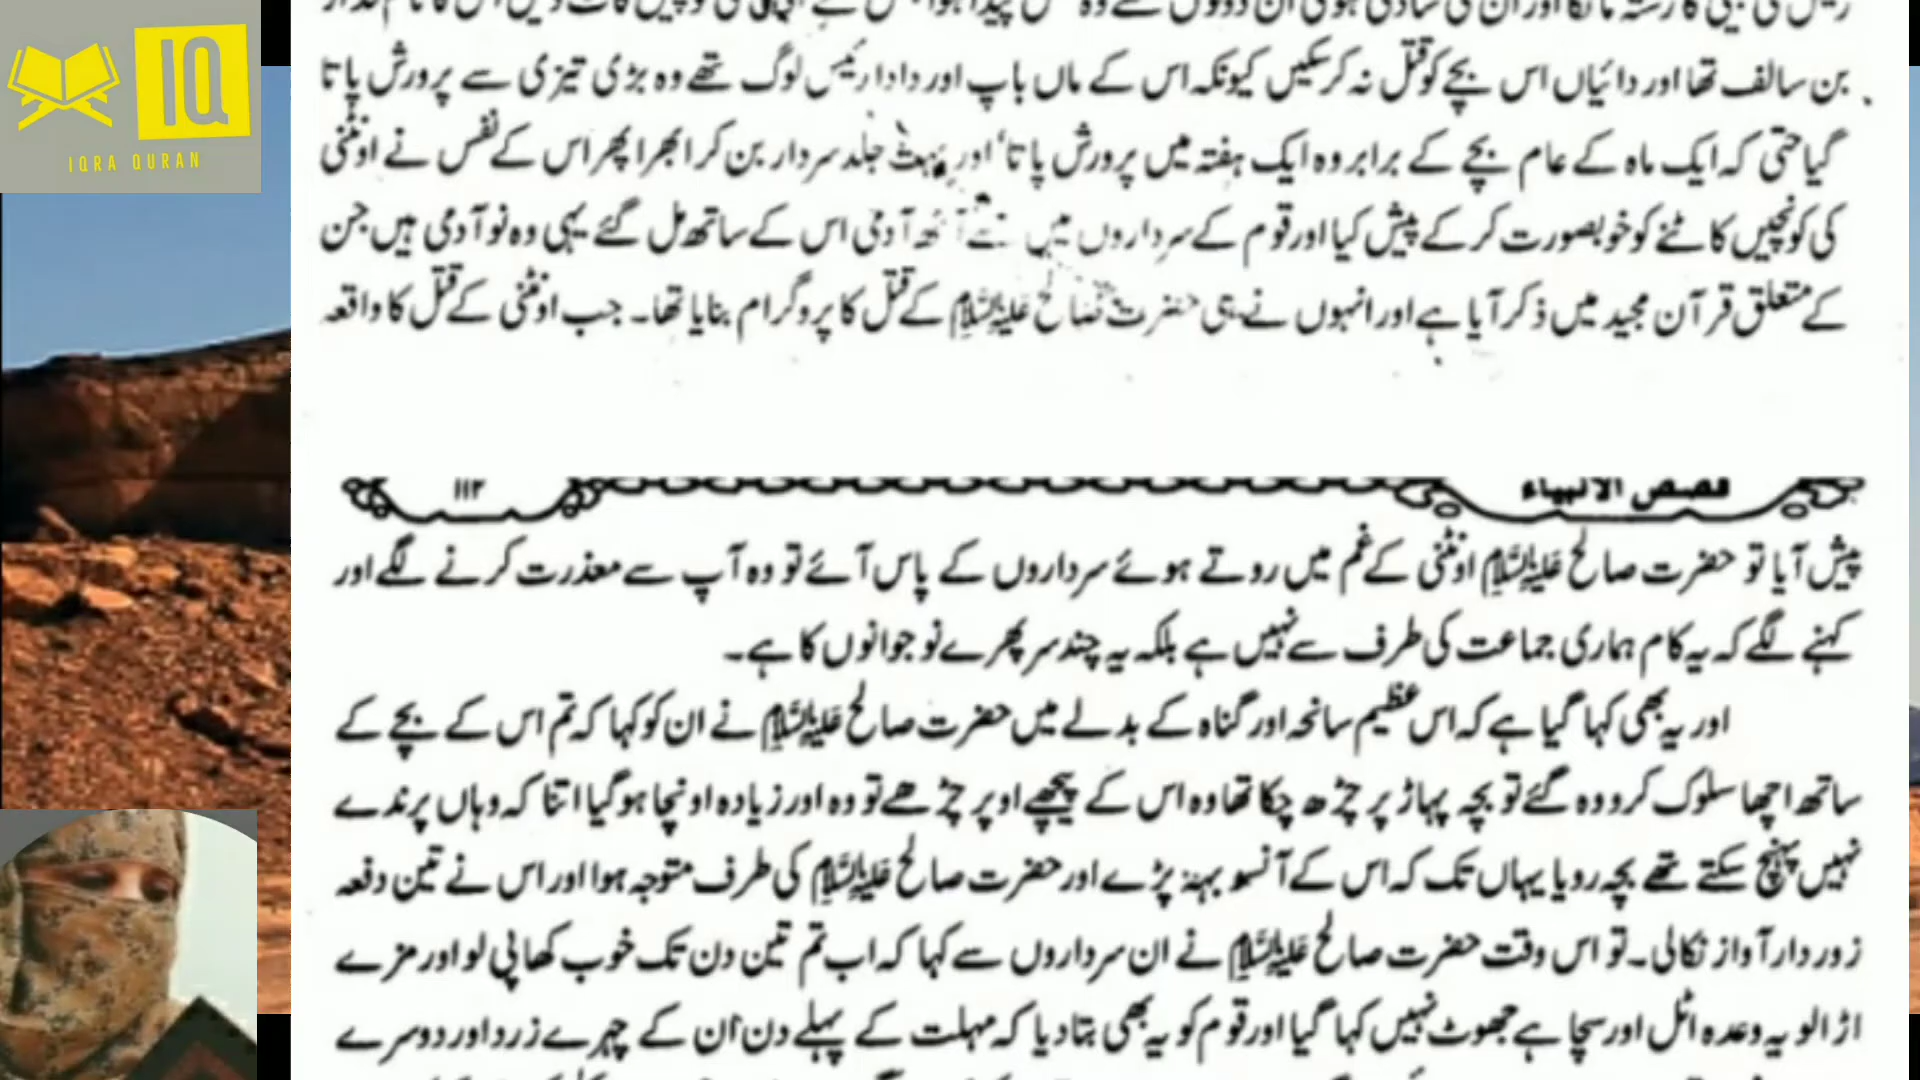 IQ
IQRA QURAN
بن سالف تھا اور دائیاں اس بچے کو قتل نہ کر سکیں کیونکہ اس کے ماں باپ اور دادا رئیس لوگ تھے وہ بڑی تیزی سے پرورش پاتا
گیا حتی کہ ایک ماہ کے عام بچے کے برابر وہ ایک ہفتہ میں پرورش پاتا' اور بہت جلد سردار بن کر ابھرا پھر اس کے نفس نے اونٹنی
کی کونچیں کاٹنے کو خوبصورت کر کے پیش کیا اور قوم کے سرداروں میں سے آٹھ آدمی اس کے ساتھ مل گئے یہی وہ نو آدمی ہیں جن
کے متعلق قرآن مجید میں ذکر آیا ہے اور انہوں نے ہی حضرت صالح علیہ السلام کے قتل کا پروگرام بنایا تھا۔ جب اونٹنی کے قتل کا واقعہ
قصص الانبیاء
۱۱۳
پیش آیا تو حضرت صالح علیہ السلام اونٹنی کے غم میں روتے ہوئے سرداروں کے پاس آئے تو وہ آپ سے معذرت کرنے لگے اور
کہنے لگے کہ یہ کام ہماری جماعت کی طرف سے نہیں ہے بلکہ یہ چند سر پھرے نوجوانوں کا ہے۔
اور یہ بھی کہا گیا ہے کہ اس عظیم سانحہ اور گناہ کے بدلے میں حضرت صالح علیہ السلام نے ان کو کہا کہ تم اس کے بچے کے
ساتھ اچھا سلوک کرو وہ گئے تو بچہ پہاڑ پر چڑھ چکا تھا وہ اس کے پیچھے اوپر چڑھے تو وہ اور زیادہ اونچا ہو گیا اتنا کہ وہاں پرندے
نہیں پہنچ سکتے تھے بچہ رویا یہاں تک کہ اس کے آنسو بہہ پڑے اور حضرت صالح علیہ السلام کی طرف متوجہ ہوا اور اس نے تین دفعہ
زور دار آواز نکالی۔ تو اس وقت حضرت صالح علیہ السلام نے ان سرداروں سے کہا کہ اب تم تین دن تک خوب کھا پی لو اور مزے
اڑا لو یہ وعدہ اٹل اور سچا ہے جھوٹ نہیں کہا گیا اور قوم کو یہ بھی بتا دیا کہ مہلت کے پہلے دن ان کے چہرے زرد اور دوسرے